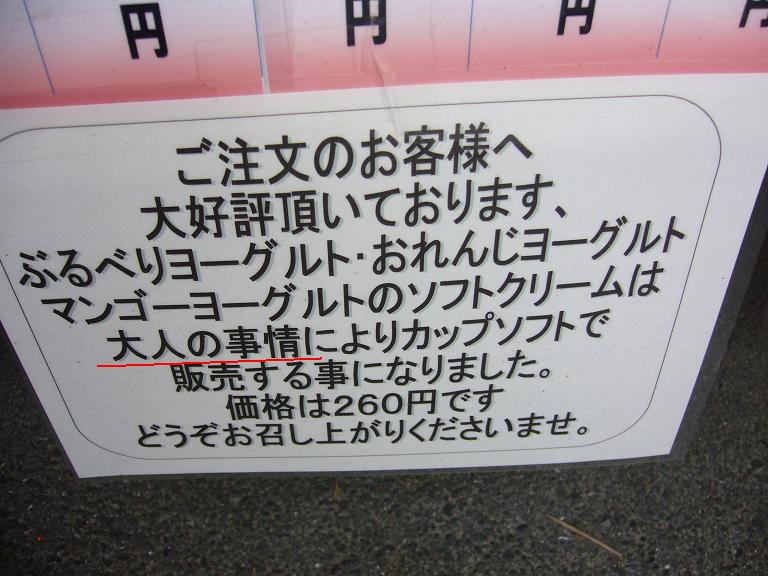 円 円 円 円
ご注文のお客様へ
大好評頂いております、
ぶるべりヨーグルト・おれんじヨーグルト
マンゴーヨーグルトのソフトクリームは
大人の事情によりカップソフトで
販売する事になりました。
価格は260円です
どうぞお召し上がりくださいませ。